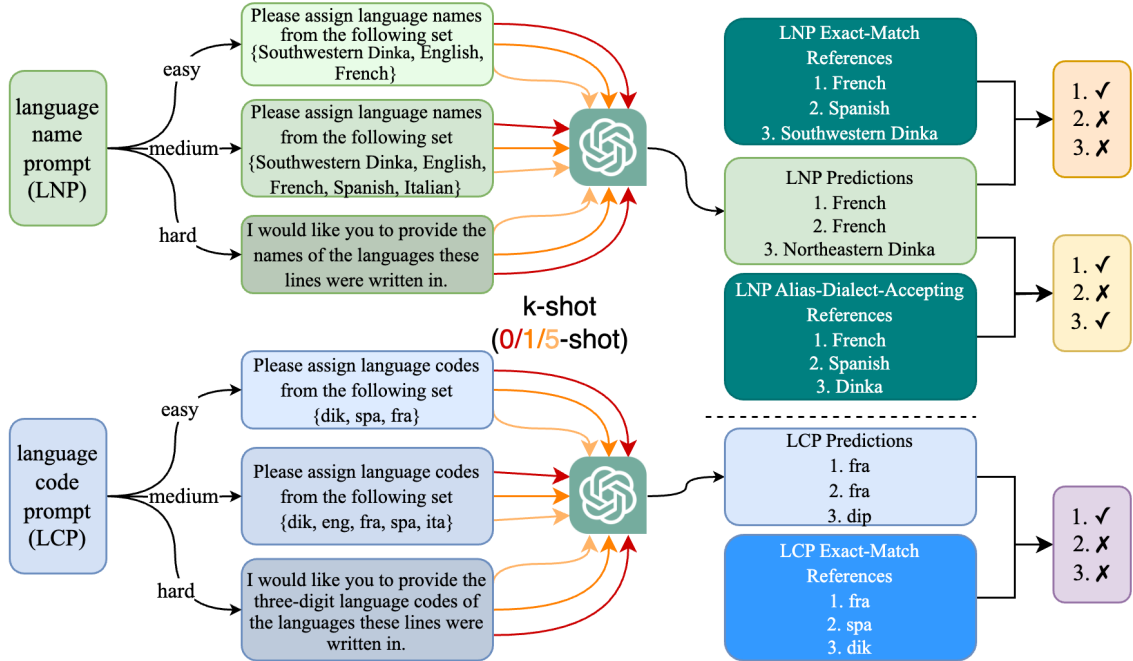 language
name
prompt
(LNP)
easy
medium
hard
Please assign language names
from the following set
{Southwestern Dinka, English,
French}
Please assign language names
from the following set
{Southwestern Dinka, English,
French, Spanish, Italian}
I would like you to provide the
names of the languages these
lines were written in.
LNP Exact-Match
References
1. French
2. Spanish
3. Southwestern Dinka
LNP Predictions
1. French
2. French
3. Northeastern Dinka
LNP Alias-Dialect-Accepting
References
1. French
2. Spanish
3. Dinka
1. ✓
2. ✗
3. ✗
1. ✓
2. ✗
3. ✓
k-shot
(0/1/5-shot)
language
code
prompt
(LCP)
easy
medium
hard
Please assign language codes
from the following set
{dik, spa, fra}
Please assign language codes
from the following set
{dik, eng, fra, spa, ita}
I would like you to provide the
three-digit language codes of
the languages these lines were
written in.
LCP Predictions
1. fra
2. fra
3. dip
LCP Exact-Match
References
1. fra
2. spa
3. dik
1. ✓
2. ✗
3. ✗